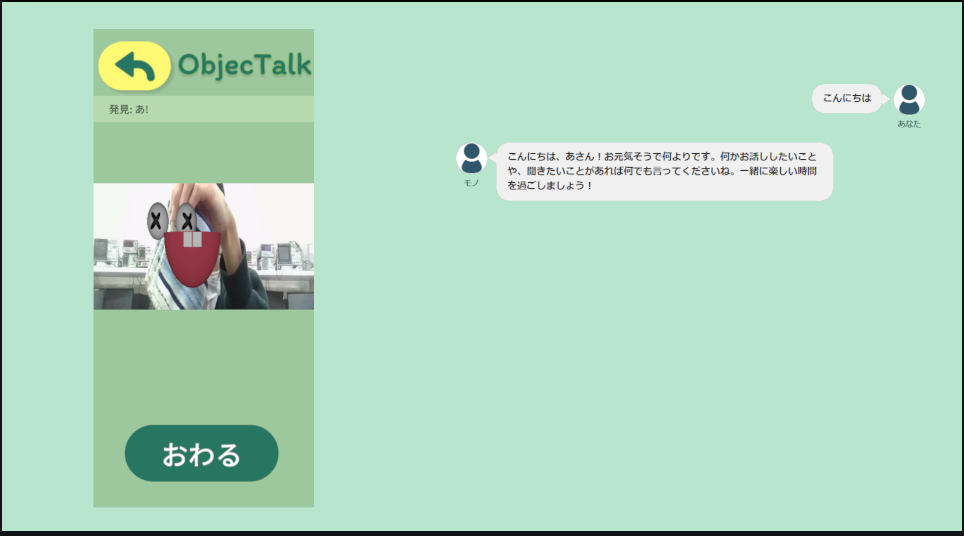 ObjecTalk
発見: あ!
おわる
こんにちは
あなた
こんにちは、あさん！お元気そうで何よりです。何かお話ししたいこと
や、聞きたいことがあれば何でも言ってくださいね。一緒に楽しい時間
を過ごしましょう！
モノ